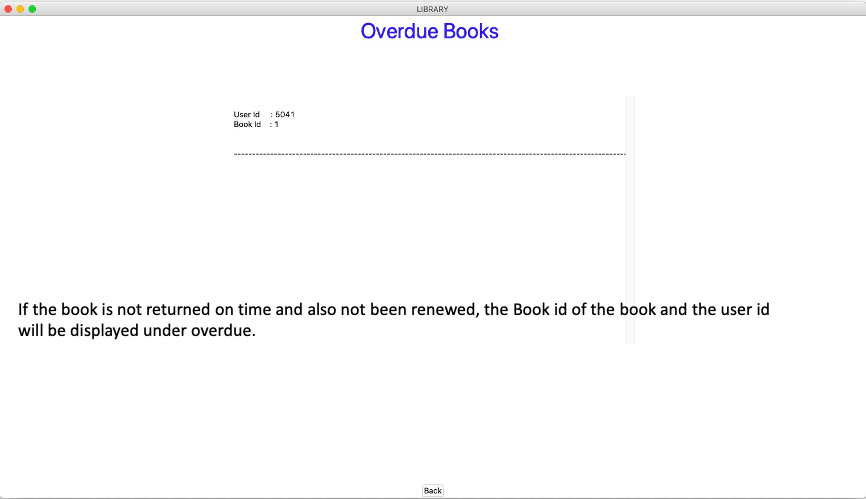 LIBRARY
Overdue Books
User Id : 5041
Book Id : 1
If the book is not returned on time and also not been renewed, the Book id of the book and the user id
will be displayed under overdue.
Back